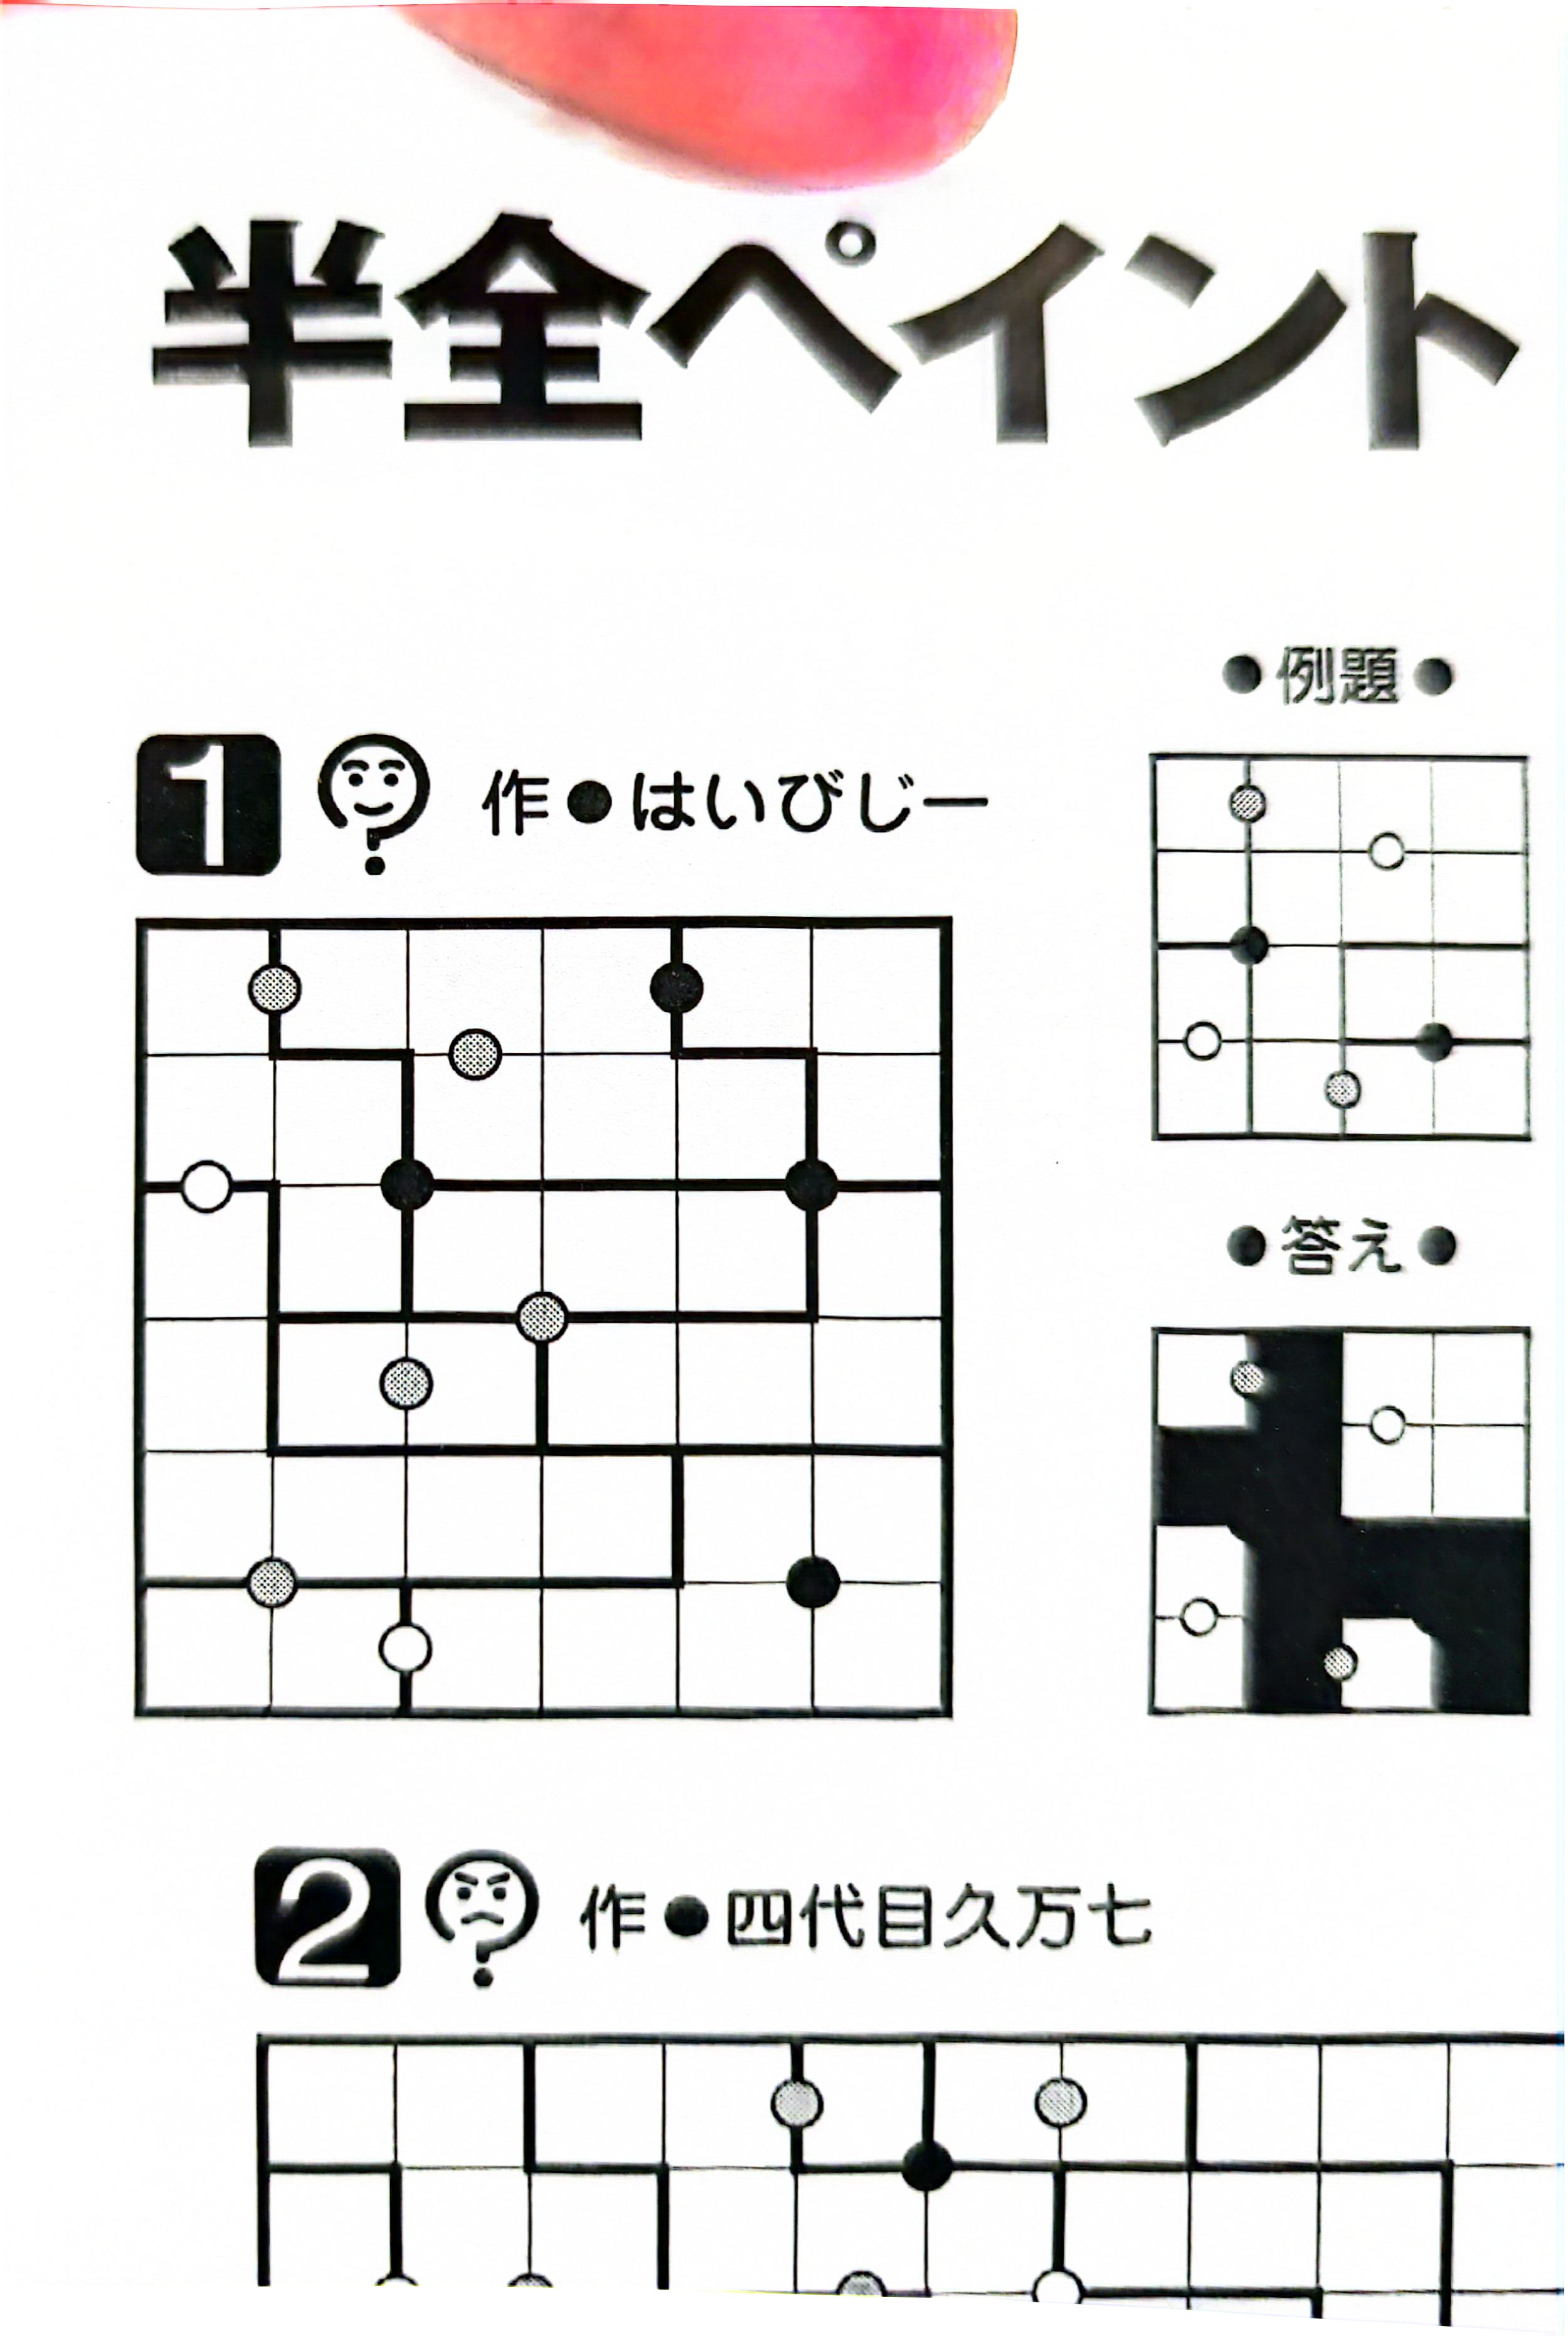 半全ペイント
●例題●
1 作●はいびじー
●答え●
2 作●四代目久万七